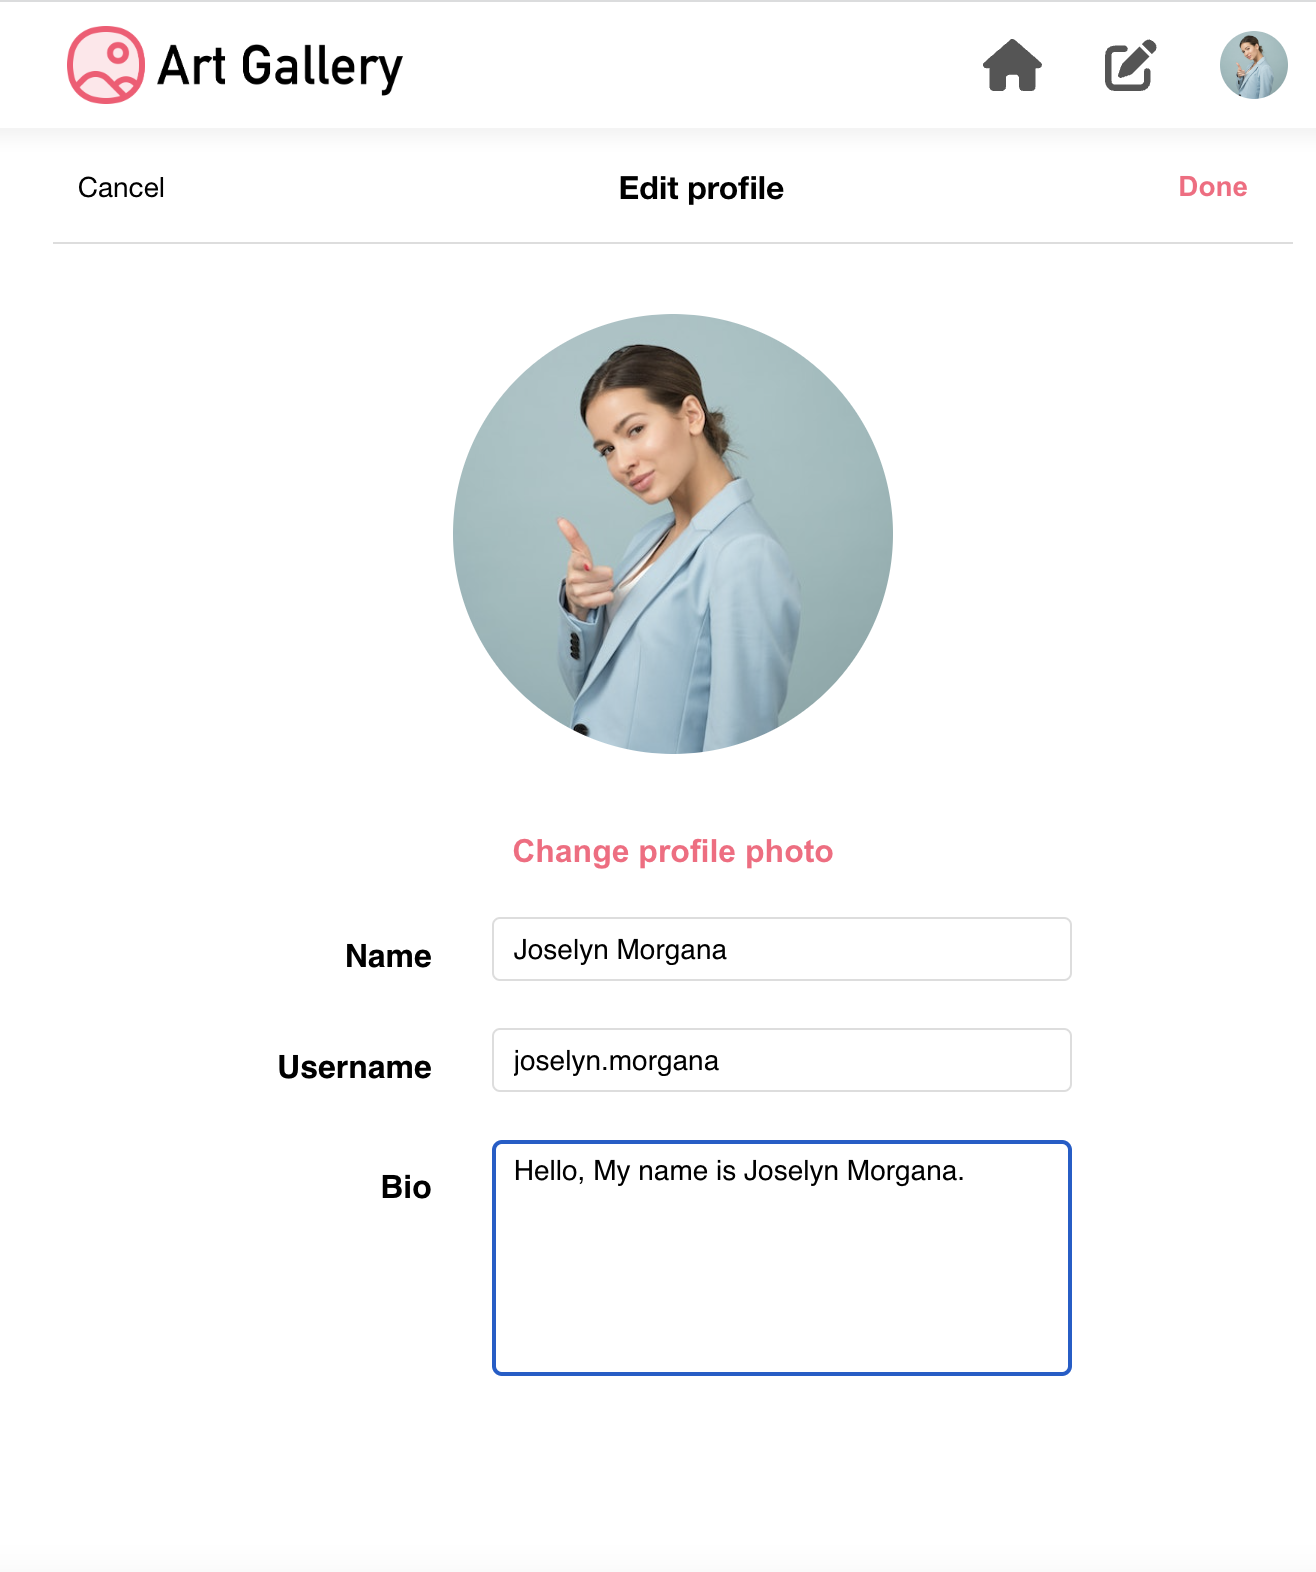 Art Gallery
Cancel
Edit profile
Done
Change profile photo
Name
Joselyn Morgana
Username
joselyn.morgana
Bio
Hello, My name is Joselyn Morgana.